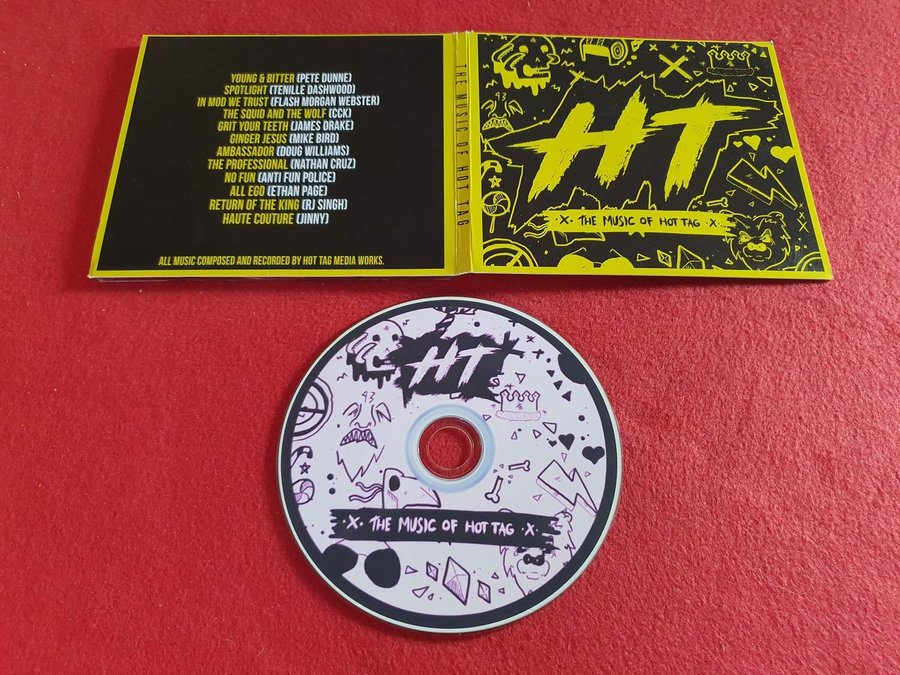 YOUNG & BITTER (PETE DUNNE)
SPOTLIGHT (TENILLE DASHWOOD)
IN MOD WE TRUST (FLASH MORGAN WEBSTER)
THE SQUID AND THE WOLF (CCK)
GRIT YOUR TEETH (JAMES DRAKE)
GINGER JESUS (MIKE BIRD)
AMBASSADOR (DOUG WILLIAMS)
THE PROFESSIONAL (NATHAN CRUZ)
NO FUN (ANTI FUN POLICE)
ALL EGO (ETHAN PAGE)
RETURN OF THE KING (RJ SINGH)
HAUTE COUTURE (JINNY)
ALL MUSIC COMPOSED AND RECORDED BY HOT TAG MEDIA WORKS.
THE MUSIC OF HOT TAG
HT
·X· THE MUSIC OF HOT TAG ·X·
93
HT
93
·X· THE MUSIC OF HOT TAG ·X·